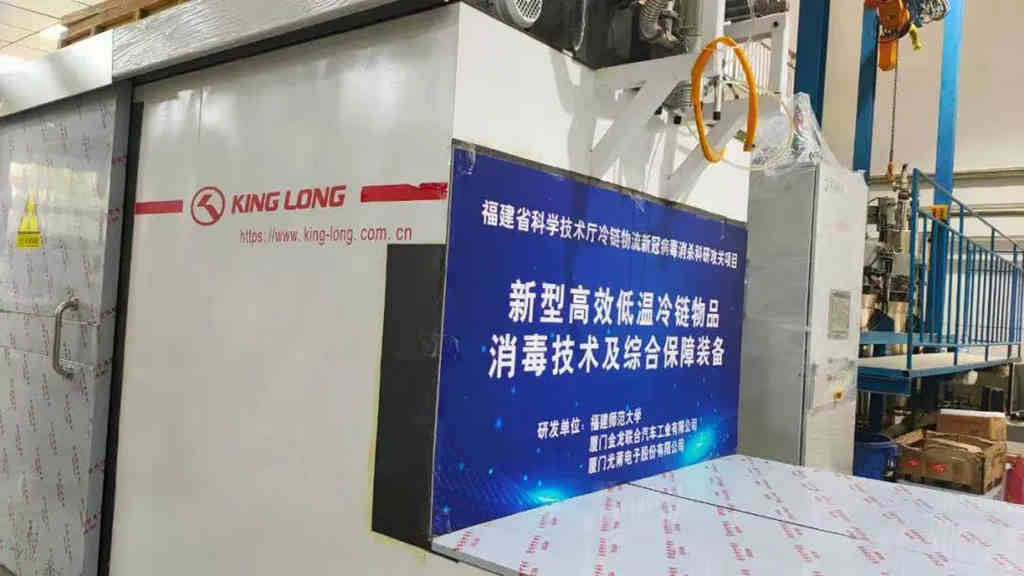 KING LONG
https://www.king-long.com.cn
福建省科学技术厅冷链物流新冠病毒消杀科研攻关项目
新型高效低温冷链物品
消毒技术及综合保障装备
研发单位：福建师范大学
厦门金龙联合汽车工业有限公司
厦门光莆电子股份有限公司